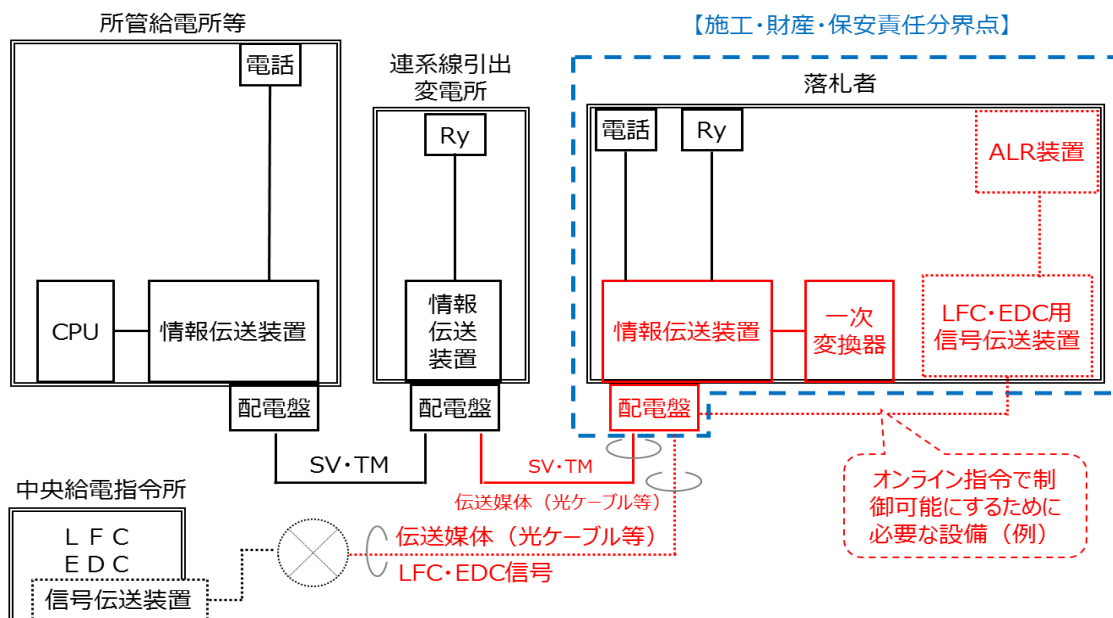 所管給電所等
電話
CPU
情報伝送装置
配電盤
連系線引出
変電所
Ry
情報
伝送
装置
配電盤
【施工・財産・保安責任分界点】
落札者
電話
Ry
ALR装置
情報伝送装置
一次
変換器
LFC・EDC用
信号伝送装置
配電盤
SV・TM
SV・TM
伝送媒体（光ケーブル等）
オンライン指令で制
御可能にするために
必要な設備（例）
中央給電指令所
ＬＦＣ
ＥＤＣ
信号伝送装置
伝送媒体（光ケーブル等）
LFC・EDC信号